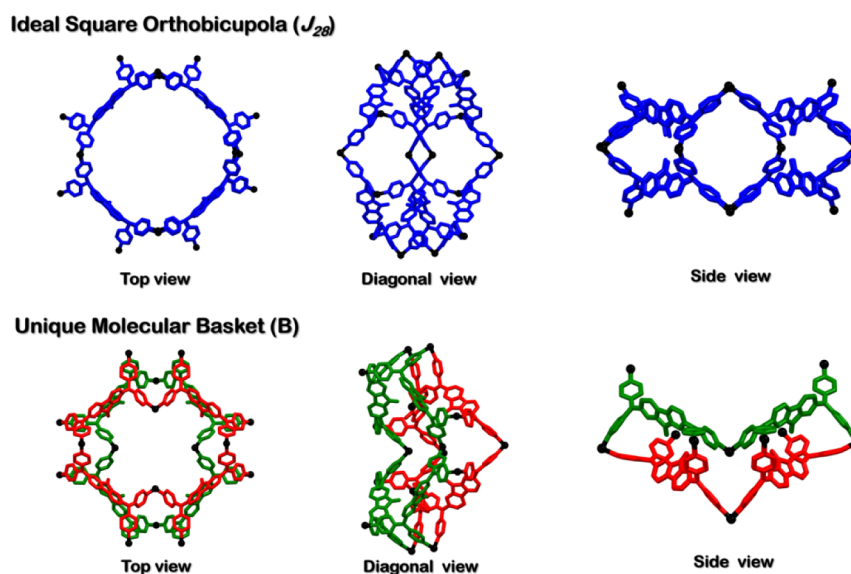 Ideal Square Orthobicupola (J28)
Top view
Diagonal view
Side view
Unique Molecular Basket (B)
Top view
Diagonal view
Side view